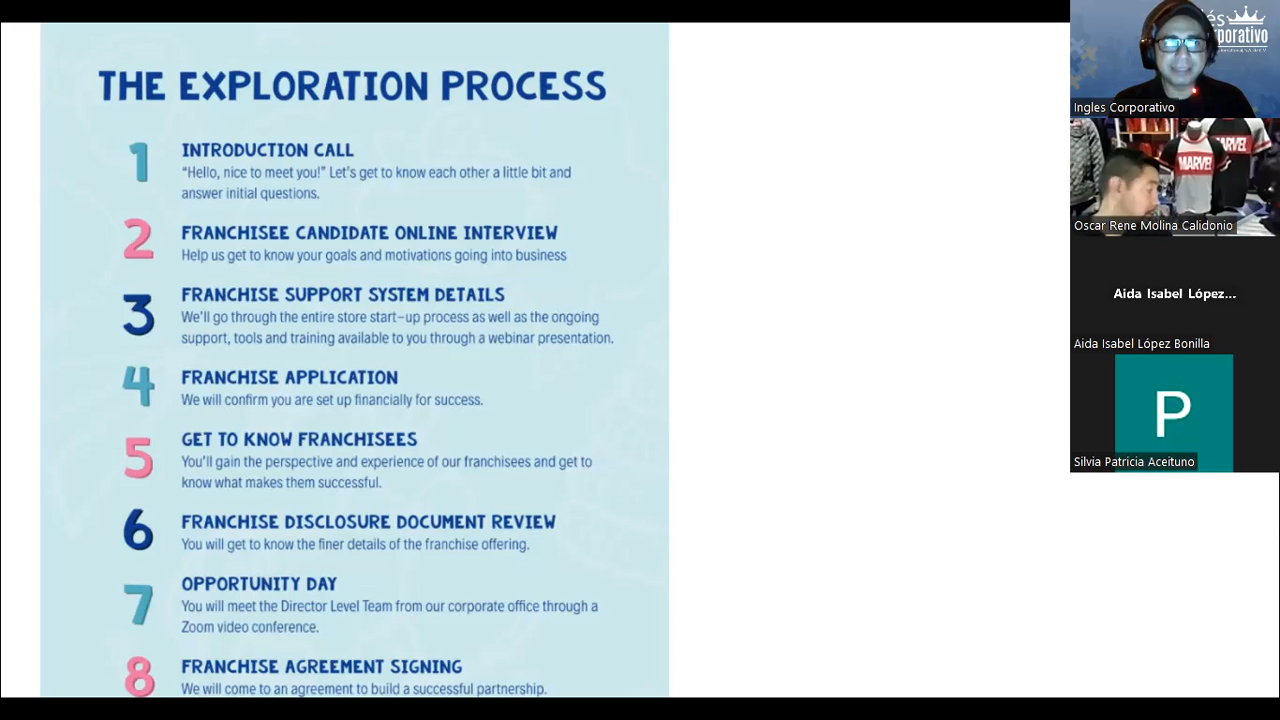 THE EXPLORATION PROCESS
1
INTRODUCTION CALL
“Hello, nice to meet you!” Let’s get to know each other a little bit and
answer initial questions.
2
FRANCHISEE CANDIDATE ONLINE INTERVIEW
Help us get to know your goals and motivations going into business
3
FRANCHISE SUPPORT SYSTEM DETAILS
We’ll go through the entire store start-up process as well as the ongoing
support, tools and training available to you through a webinar presentation.
4
FRANCHISE APPLICATION
We will confirm you are set up financially for success.
5
GET TO KNOW FRANCHISEES
You’ll gain the perspective and experience of our franchisees and get to
know what makes them successful.
6
FRANCHISE DISCLOSURE DOCUMENT REVIEW
You will get to know the finer details of the franchise offering.
7
OPPORTUNITY DAY
You will meet the Director Level Team from our corporate office through a
Zoom video conference.
8
FRANCHISE AGREEMENT SIGNING
We will come to an agreement to build a successful partnership.
és
porativo
Ingles Corporativo
MARVEL
MARVEL
Oscar Rene Molina Calidonio
Aida Isabel López...
Aida Isabel López Bonilla
P
Silvia Patricia Aceituno